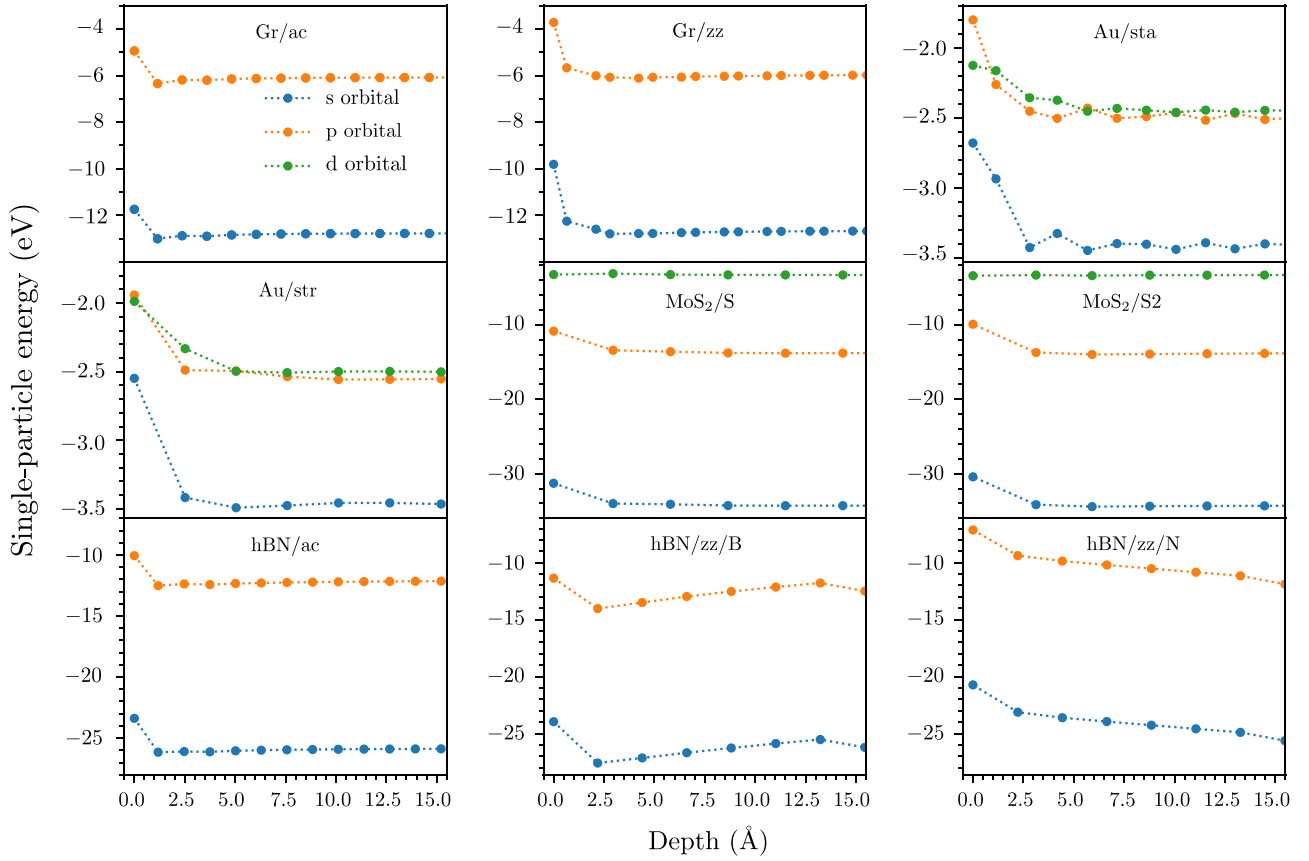 Single-particle energy (eV)
Gr/ac
s orbital
p orbital
d orbital
−4
−6
−8
−10
−12
Gr/zz
−4
−6
−8
−10
−12
Au/sta
−2.0
−2.5
−3.0
−3.5
Au/str
−2.0
−2.5
−3.0
−3.5
MoS₂/S
−10
−20
−30
MoS₂/S2
−10
−20
−30
hBN/ac
−10
−15
−20
−25
0.0 2.5 5.0 7.5 10.0 12.5 15.0
hBN/zz/B
−10
−15
−20
−25
0.0 2.5 5.0 7.5 10.0 12.5 15.0
hBN/zz/N
−10
−15
−20
−25
0.0 2.5 5.0 7.5 10.0 12.5 15.0
Depth (Å)